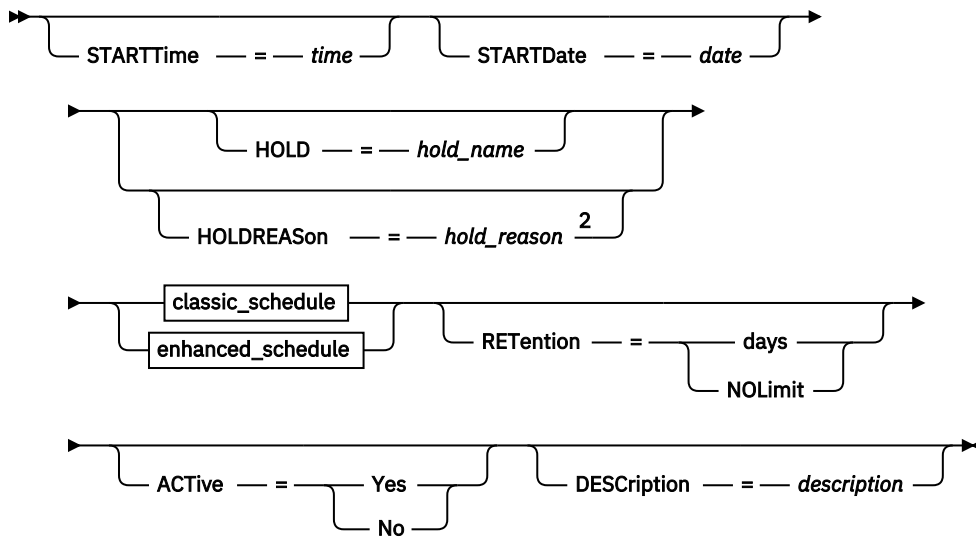 STARTTime = time STARTDate = date
HOLD = hold_name
HOLDREASon = hold_reason 2
classic_schedule
enhanced_schedule
RETention = days
NOLimit
ACTive = Yes
No
DESCription = description